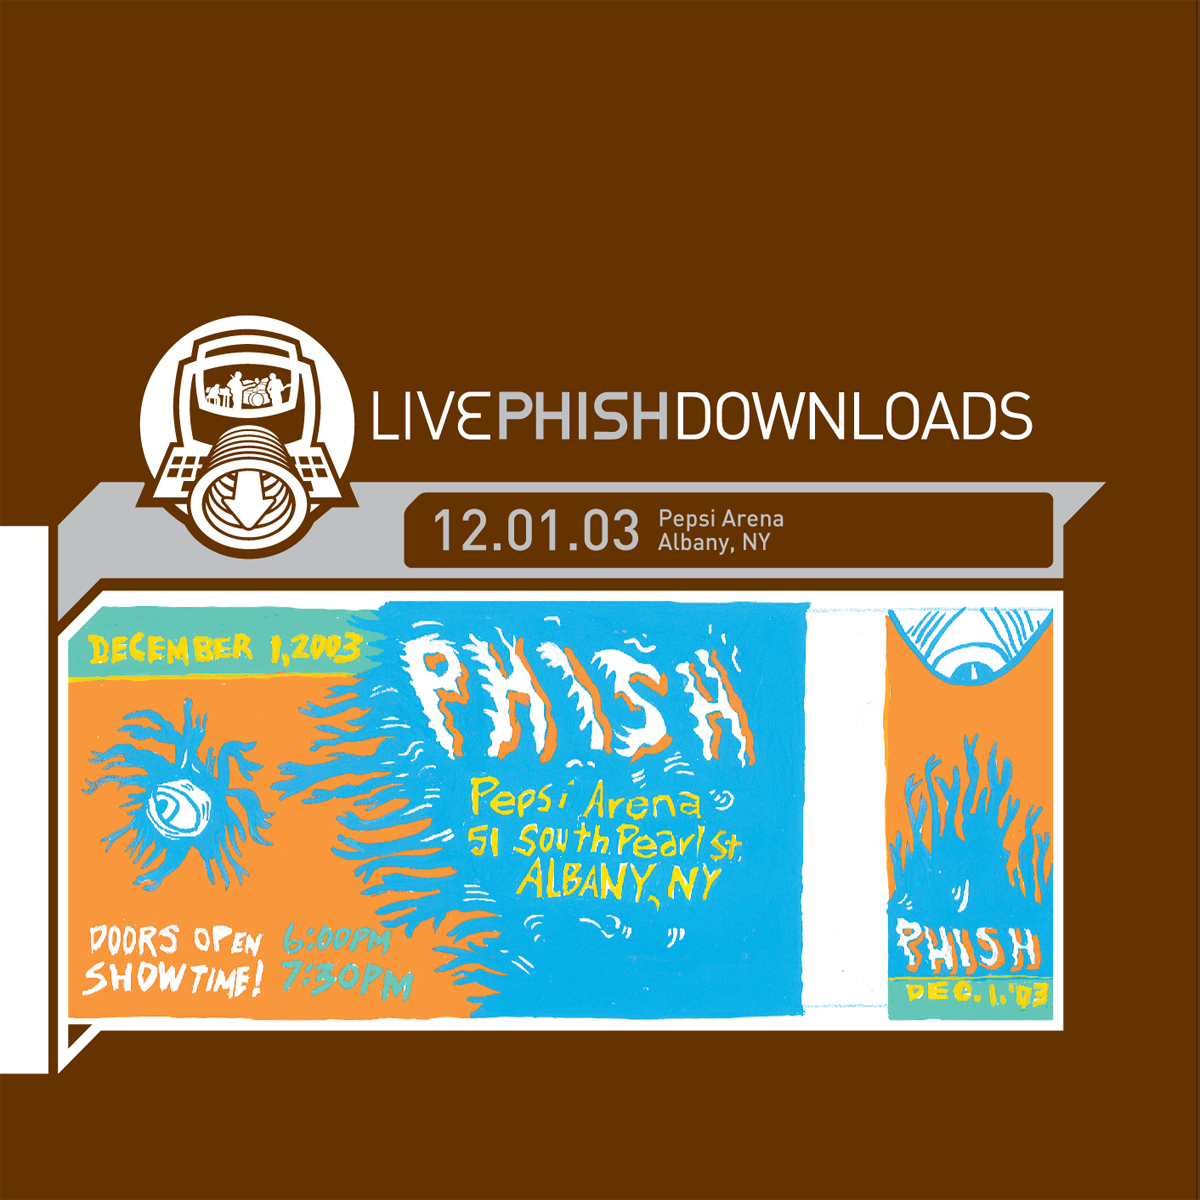 LIVEPHISHDOWNLOADS
12.01.03
Pepsi Arena
Albany, NY
DECEMBER 1, 2003
PHISH
Pepsi Arena
51 South Pearl St.
ALBANY, NY
DOORS OPEN 6:00PM
SHOWTIME! 7:30PM
PHISH
DEC. 1. '03